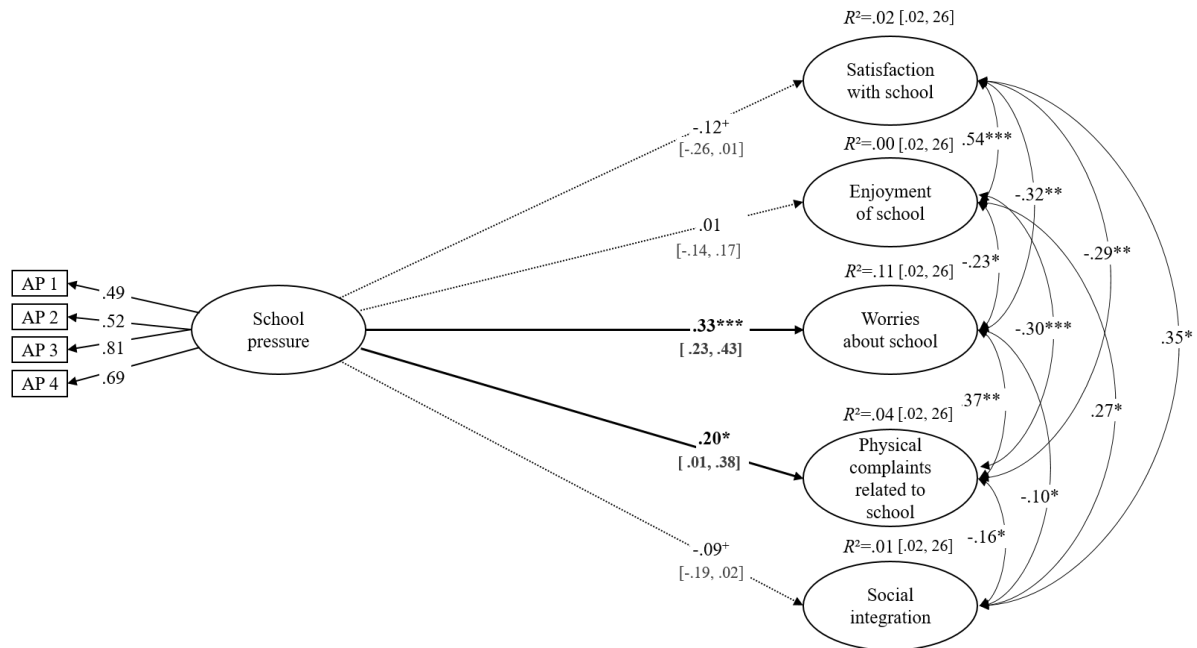 R²=.02 [.02, 26]
Satisfaction
with school
-.12⁺
[-.26, .01]
.54***
R²=.00 [.02, 26]
Enjoyment
of school
-.32**
.01
[-.14, .17]
-.23*
-.29**
R²=.11 [.02, 26]
AP 1
.49
AP 2
.52
AP 3
.81
AP 4
.69
School
pressure
.33***
[ .23, .43]
Worries
about school
-.30***
.35*
37**
.27*
R²=.04 [.02, 26]
.20*
[ .01, .38]
Physical
complaints
related to
school
-.10*
-.16*
R²=.01 [.02, 26]
-.09⁺
[-.19, .02]
Social
integration